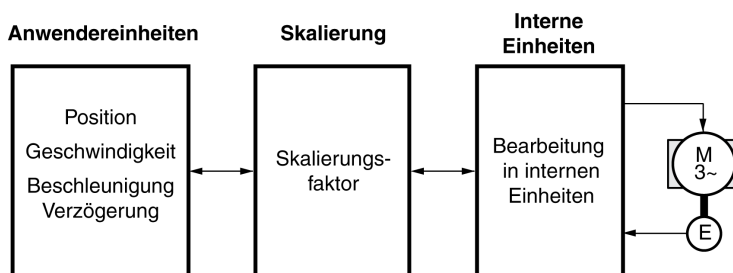 Anwendereinheiten
Skalierung
Interne
Einheiten
Position
Geschwindigkeit
Beschleunigung
Verzögerung
Skalierungs-
faktor
Bearbeitung
in internen
Einheiten
M
3~
E